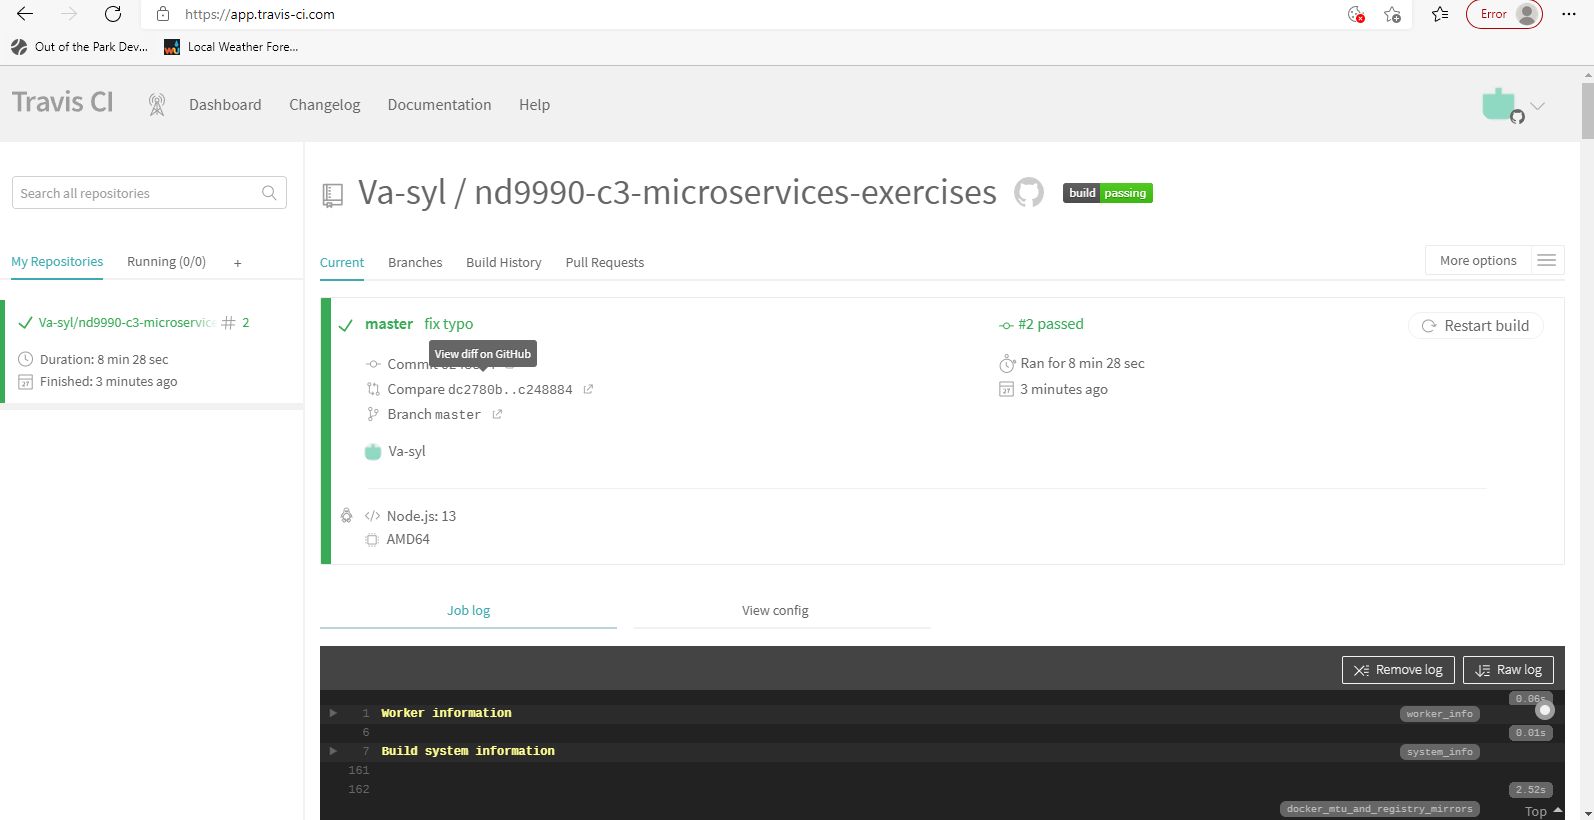 https://app.travis-ci.com
Error
Out of the Park Dev...
Local Weather Fore...
Travis CI
Dashboard
Changelog
Documentation
Help
Search all repositories
My Repositories
Running (0/0)
+
Va-syl/nd9990-c3-microservice
# 2
Duration: 8 min 28 sec
Finished: 3 minutes ago
Va-syl / nd9990-c3-microservices-exercises
build passing
Current
Branches
Build History
Pull Requests
More options
master fix typo
#2 passed
Restart build
View diff on GitHub
Ran for 8 min 28 sec
Compare dc2780b..c248884
3 minutes ago
Branch master
Va-syl
Node.js: 13
AMD64
Job log
View config
Remove log
Raw log
0.06s
1 Worker information
worker_info
6
0.01s
7 Build system information
system_info
161
162
2.52s
docker_mtu_and_registry_mirrors
Top